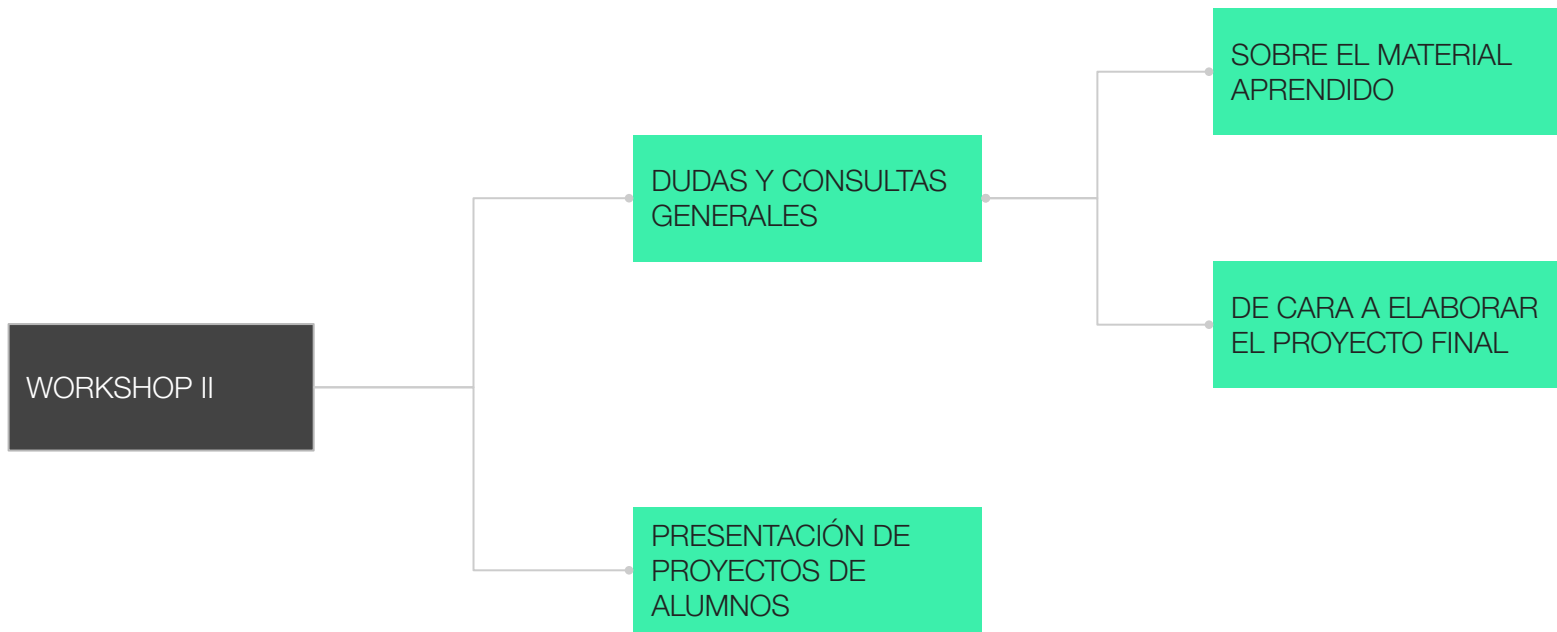 WORKSHOP II
DUDAS Y CONSULTAS
GENERALES
SOBRE EL MATERIAL
APRENDIDO
DE CARA A ELABORAR
EL PROYECTO FINAL
PRESENTACIÓN DE
PROYECTOS DE
ALUMNOS